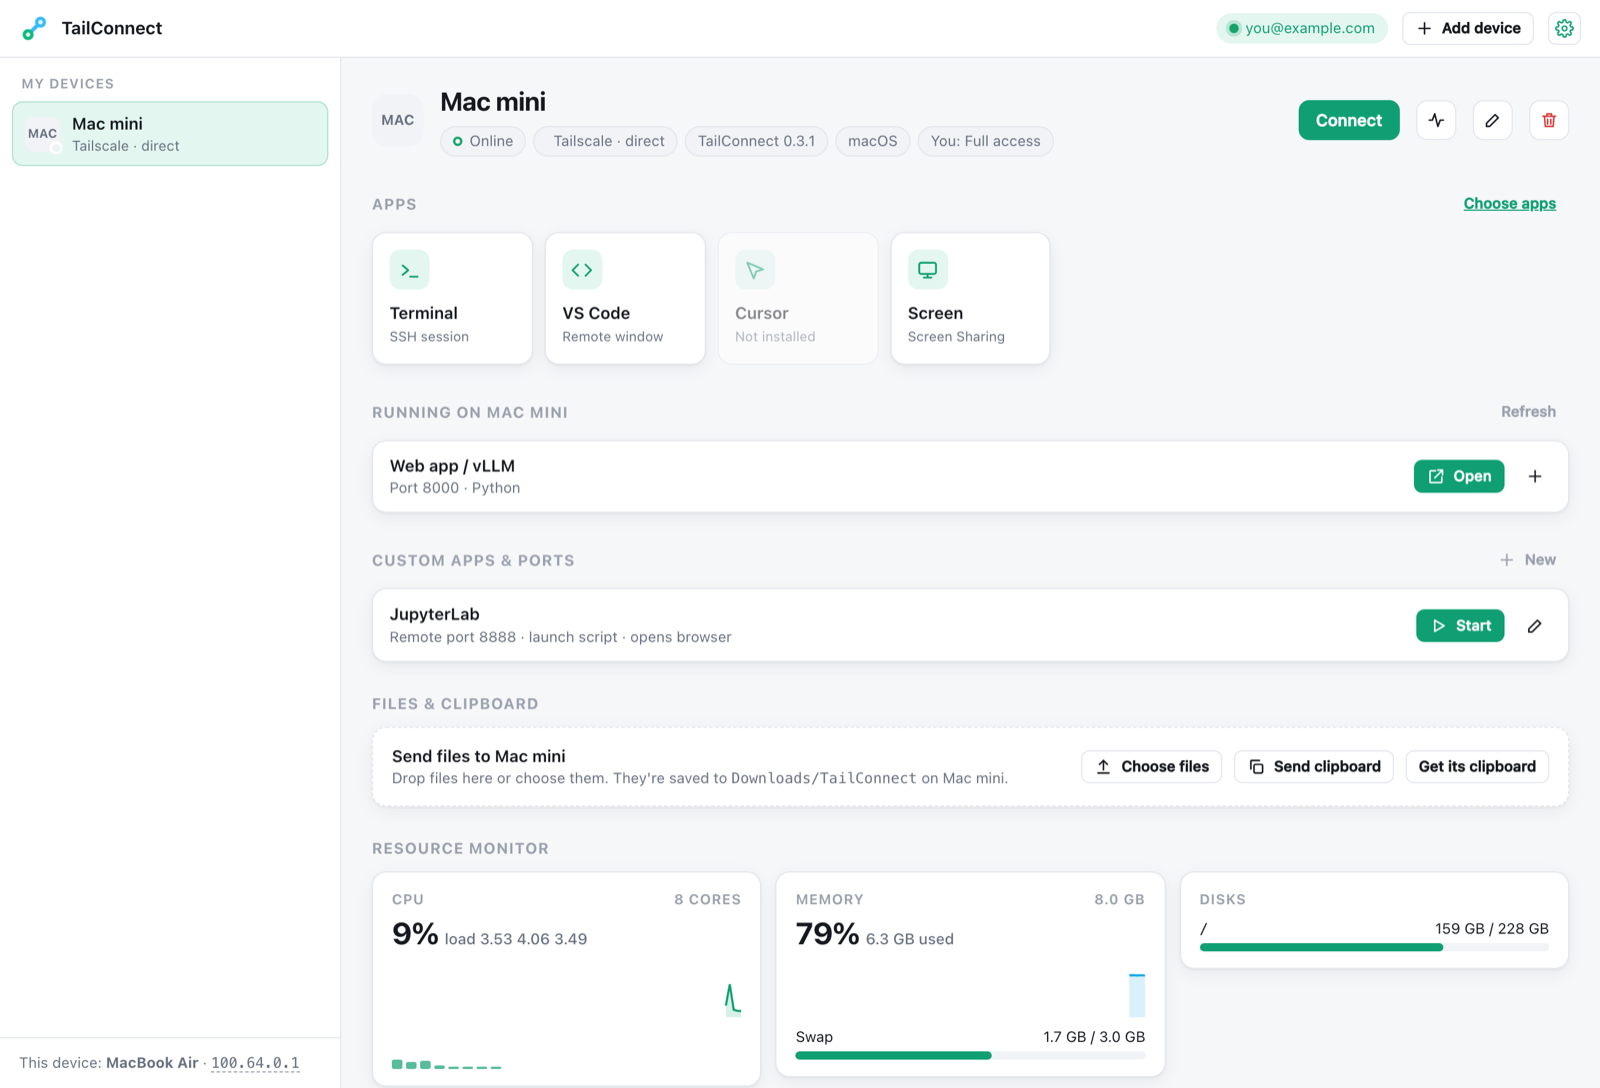 TailConnect
you@example.com
Add device
MY DEVICES
MAC
Mac mini
Tailscale · direct
This device: MacBook Air · 100.64.0.1
MAC
Mac mini
Online
Tailscale · direct
TailConnect 0.3.1
macOS
You: Full access
Connect
APPS
Choose apps
Terminal
SSH session
VS Code
Remote window
Cursor
Not installed
Screen
Screen Sharing
RUNNING ON MAC MINI
Refresh
Web app / vLLM
Port 8000 · Python
Open
CUSTOM APPS & PORTS
New
JupyterLab
Remote port 8888 · launch script · opens browser
Start
FILES & CLIPBOARD
Send files to Mac mini
Drop files here or choose them. They're saved to Downloads/TailConnect on Mac mini.
Choose files
Send clipboard
Get its clipboard
RESOURCE MONITOR
CPU
8 CORES
9% load 3.53 4.06 3.49
MEMORY
8.0 GB
79% 6.3 GB used
Swap
1.7 GB / 3.0 GB
DISKS
/
159 GB / 228 GB